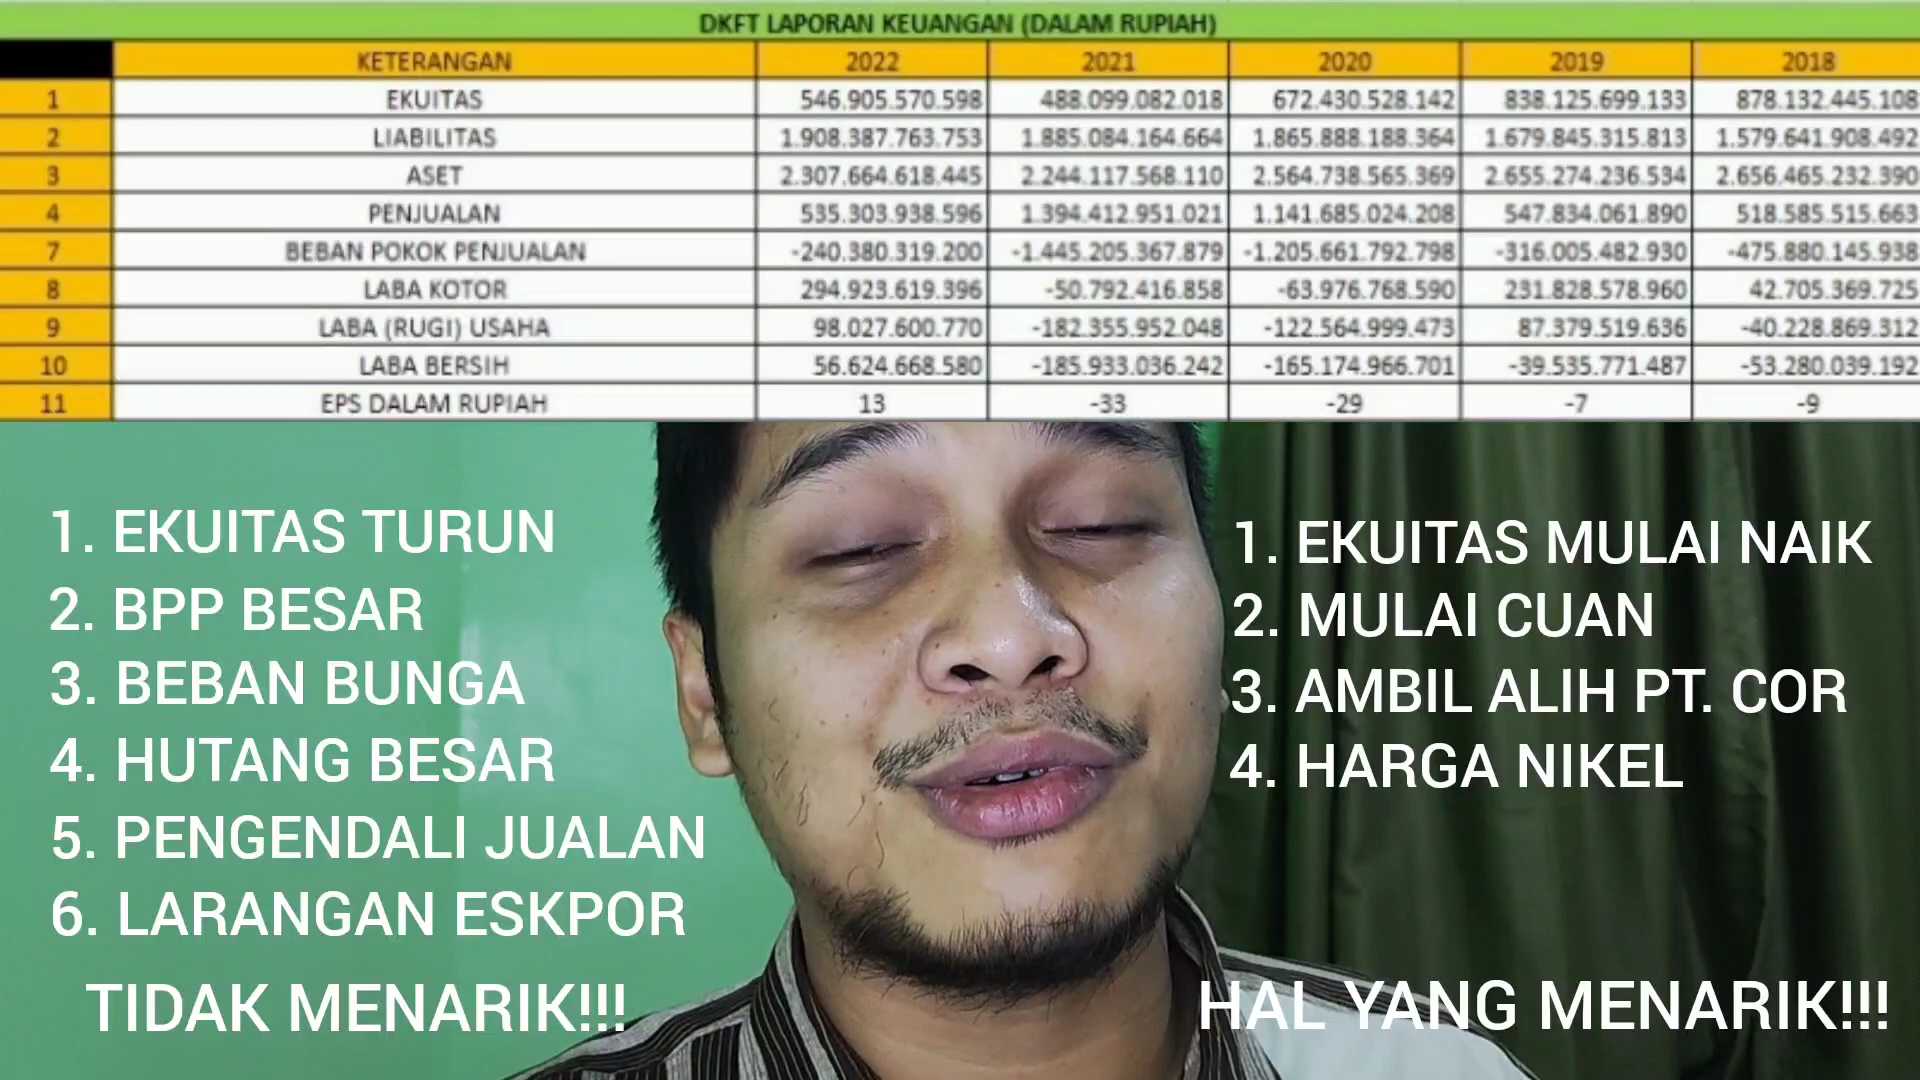 DKFT LAPORAN KEUANGAN (DALAM RUPIAH)
KETERANGAN 2022 2021 2020 2019 2018
1 EKUITAS 546.905.570.598 488.099.082.018 672.430.528.142 838.125.699.133 878.132.445.108
2 LIABILITAS 1.908.387.763.753 1.885.084.164.664 1.865.888.188.364 1.679.845.315.813 1.579.641.908.492
3 ASET 2.307.664.618.445 2.244.117.568.110 2.564.738.565.369 2.655.274.236.534 2.656.465.232.390
4 PENJUALAN 535.303.938.596 1.394.412.951.021 1.141.685.024.208 547.834.061.890 518.585.515.663
7 BEBAN POKOK PENJUALAN -240.380.319.200 -1.445.205.367.879 -1.205.661.792.798 -316.005.482.930 -475.880.145.938
8 LABA KOTOR 294.923.619.396 -50.792.416.858 -63.976.768.590 231.828.578.960 42.705.369.725
9 LABA (RUGI) USAHA 98.027.600.770 -182.355.952.048 -122.564.999.473 87.379.519.636 -40.228.869.312
10 LABA BERSIH 56.624.668.580 -185.933.036.242 -165.174.966.701 -39.535.771.487 -53.280.039.192
11 EPS DALAM RUPIAH 13 -33 -29 -7 -9
1. EKUITAS TURUN
2. BPP BESAR
3. BEBAN BUNGA
4. HUTANG BESAR
5. PENGENDALI JUALAN
6. LARANGAN ESKPOR
TIDAK MENARIK!!!
1. EKUITAS MULAI NAIK
2. MULAI CUAN
3. AMBIL ALIH PT. COR
4. HARGA NIKEL
HAL YANG MENARIK!!!